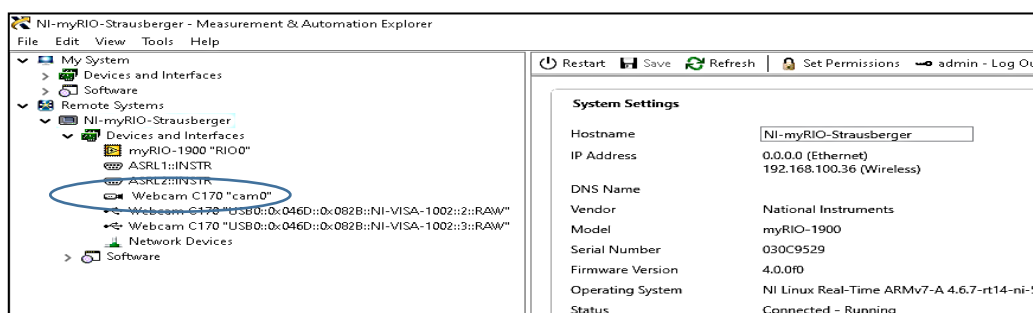 NI-myRIO-Strausberger - Measurement & Automation Explorer
File Edit View Tools Help
My System
Devices and Interfaces
Software
Remote Systems
NI-myRIO-Strausberger
Devices and Interfaces
myRIO-1900 "RIO0"
ASRL1::INSTR
ASRL2::INSTR
Webcam C170 "cam0"
Webcam C170 "USB0::0x046D::0x082B::NI-VISA-1002::2::RAW"
Webcam C170 "USB0::0x046D::0x082B::NI-VISA-1002::3::RAW"
Network Devices
Software
Restart Save Refresh Set Permissions admin - Log Ou
System Settings
Hostname NI-myRIO-Strausberger
IP Address 0.0.0.0 (Ethernet)
192.168.100.36 (Wireless)
DNS Name
Vendor National Instruments
Model myRIO-1900
Serial Number 030C9529
Firmware Version 4.0.0f0
Operating System NI Linux Real-Time ARMv7-A 4.6.7-rt14-ni-5
Status Connected - Running